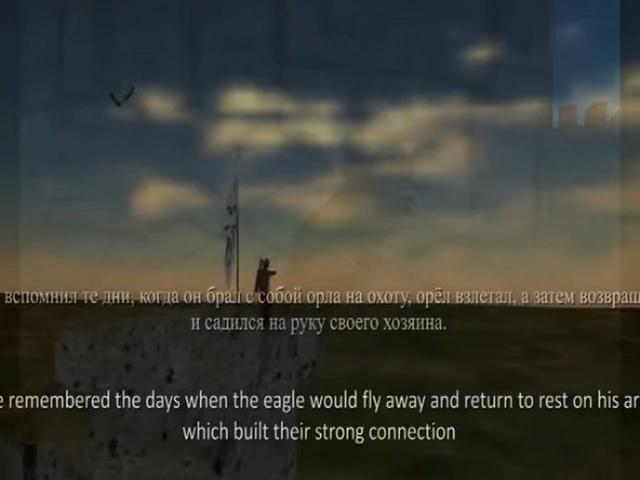 вспомнил те дни, когда он брал с собой орла на охоту, орёл взлетал, а затем
и садился на руку своего хозяина.
remembered the days when the eagle would fly away and return to rest on his
which built their strong connection